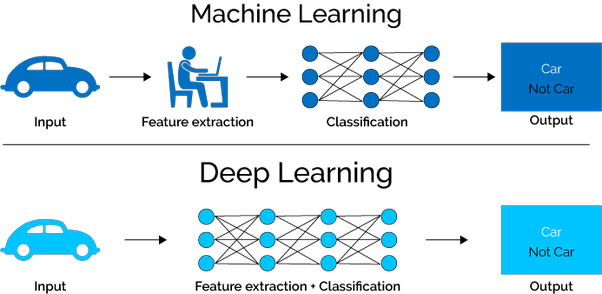 Machine Learning
Car
Not Car
Input
Feature extraction
Classification
Output
Deep Learning
Car
Not Car
Input
Feature extraction + Classification
Output